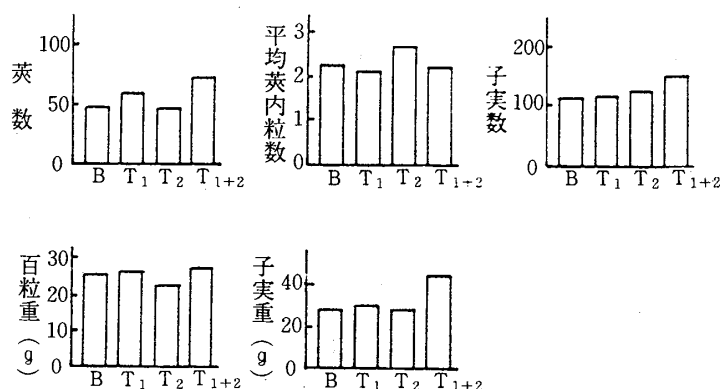 莢数
100
50
0
B T₁ T₂ T₁₊₂
平均莢内粒数
3
2
1
0
B T₁ T₂ T₁₊₂
子実数
200
100
0
B T₁ T₂ T₁₊₂
百粒重(g)
30
20
10
0
B T₁ T₂ T₁₊₂
子実重(g)
40
20
0
B T₁ T₂ T₁₊₂